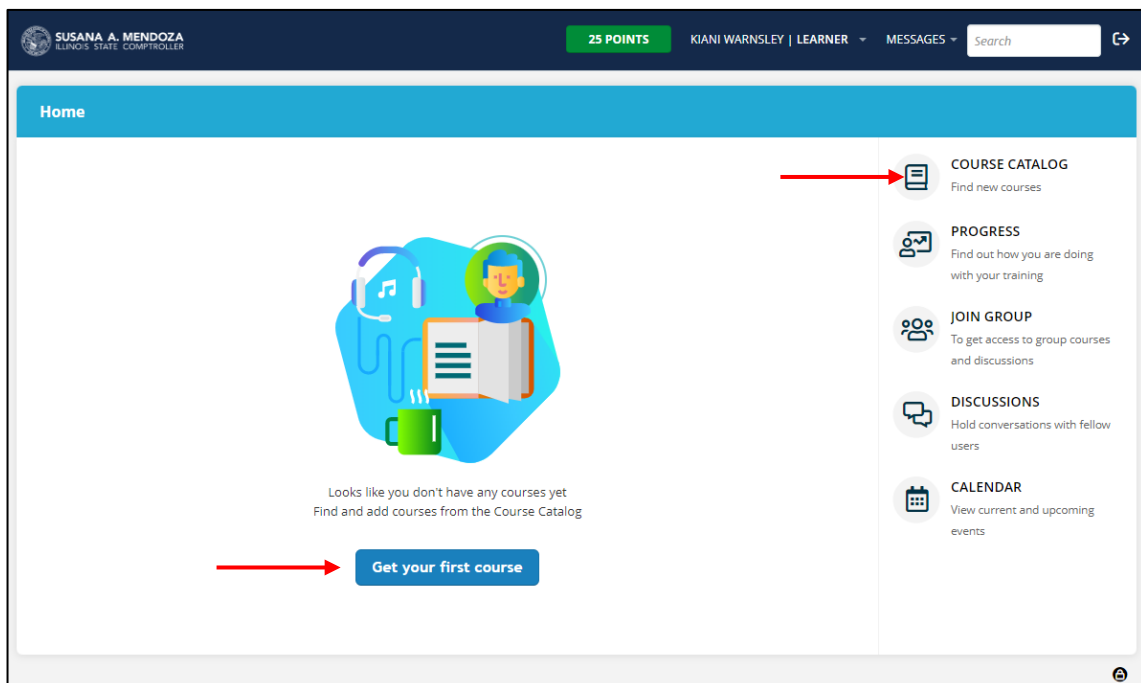 SUSANA A. MENDOZA
ILLINOIS STATE COMPTROLLER
25 POINTS
KIANI WARNSLEY | LEARNER
MESSAGES
Search
Home
COURSE CATALOG
Find new courses
PROGRESS
Find out how you are doing
with your training
JOIN GROUP
To get access to group courses
and discussions
DISCUSSIONS
Hold conversations with fellow
users
CALENDAR
View current and upcoming
events
Looks like you don't have any courses yet
Find and add courses from the Course Catalog
Get your first course